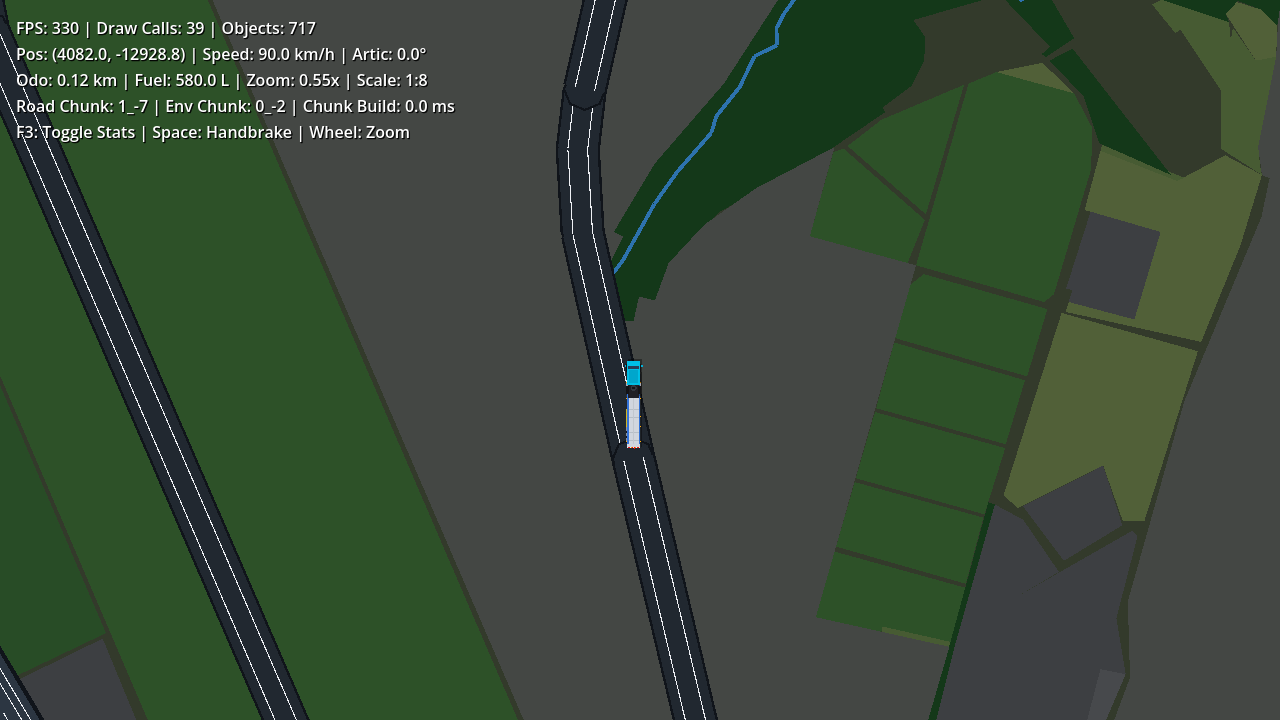 FPS: 330 | Draw Calls: 39 | Objects: 717
Pos: (4082.0, -12928.8) | Speed: 90.0 km/h | Artic: 0.0°
Odo: 0.12 km | Fuel: 580.0 L | Zoom: 0.55x | Scale: 1:8
Road Chunk: 1_-7 | Env Chunk: 0_-2 | Chunk Build: 0.0 ms
F3: Toggle Stats | Space: Handbrake | Wheel: Zoom